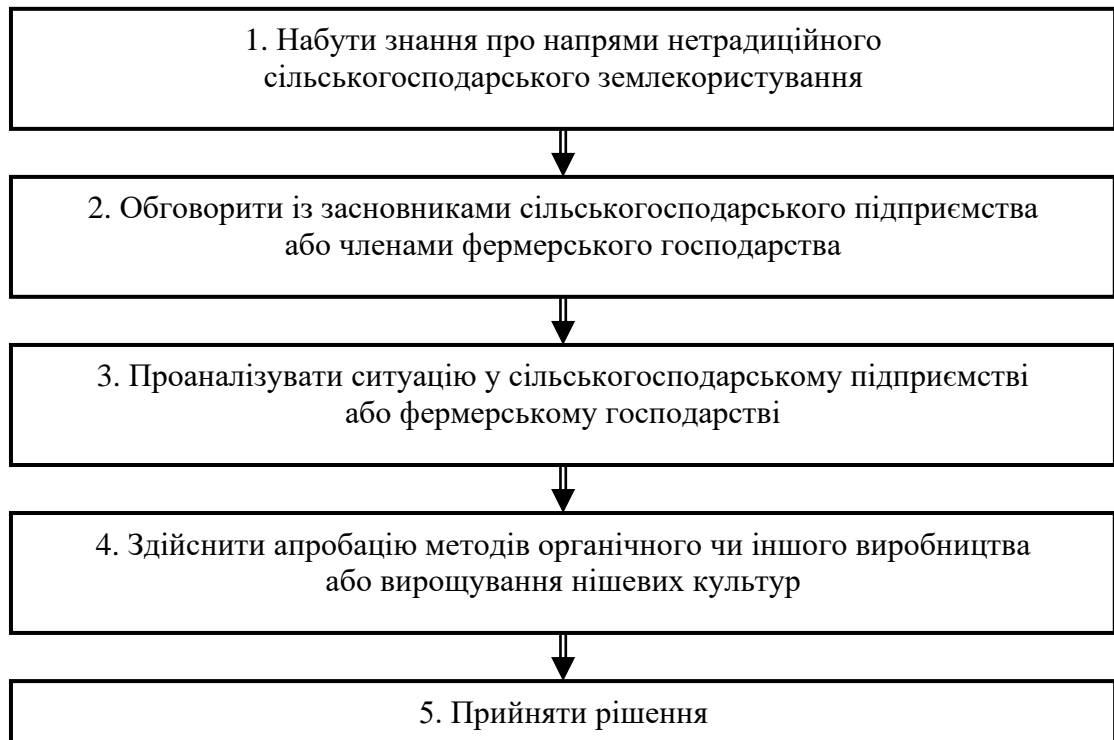 1. Набути знання про напрями нетрадиційного
сільськогосподарського землекористування
2. Обговорити із засновниками сільськогосподарського підприємства
або членами фермерського господарства
3. Проаналізувати ситуацію у сільськогосподарському підприємстві
або фермерському господарстві
4. Здійснити апробацію методів органічного чи іншого виробництва
або вирощування нішевих культур
5. Прийняти рішення